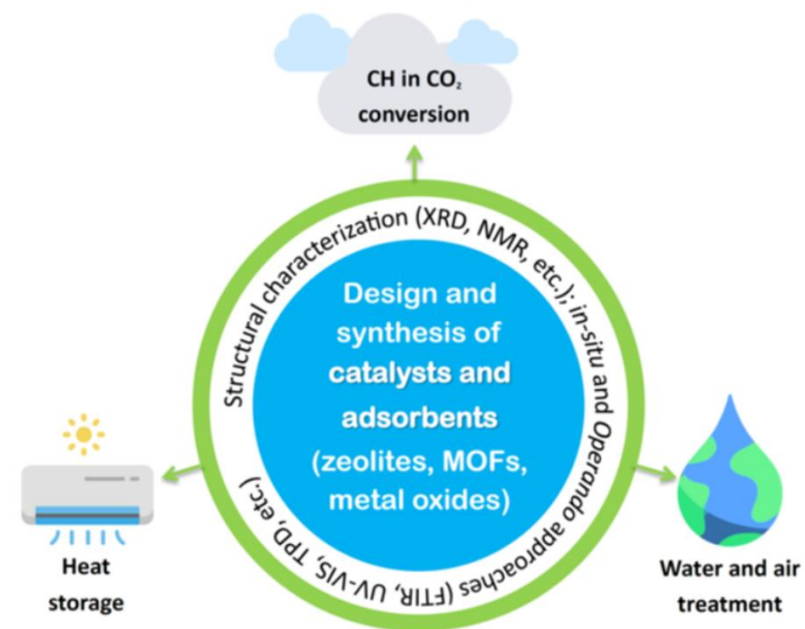 CH in CO₂
conversion
Structural characterization (XRD, NMR, etc.); in-situ and Operando approaches (FTIR, UV-VIS, TPD, etc.)
Design and
synthesis of
catalysts and
adsorbents
(zeolites, MOFs,
metal oxides)
Heat
storage
Water and air
treatment